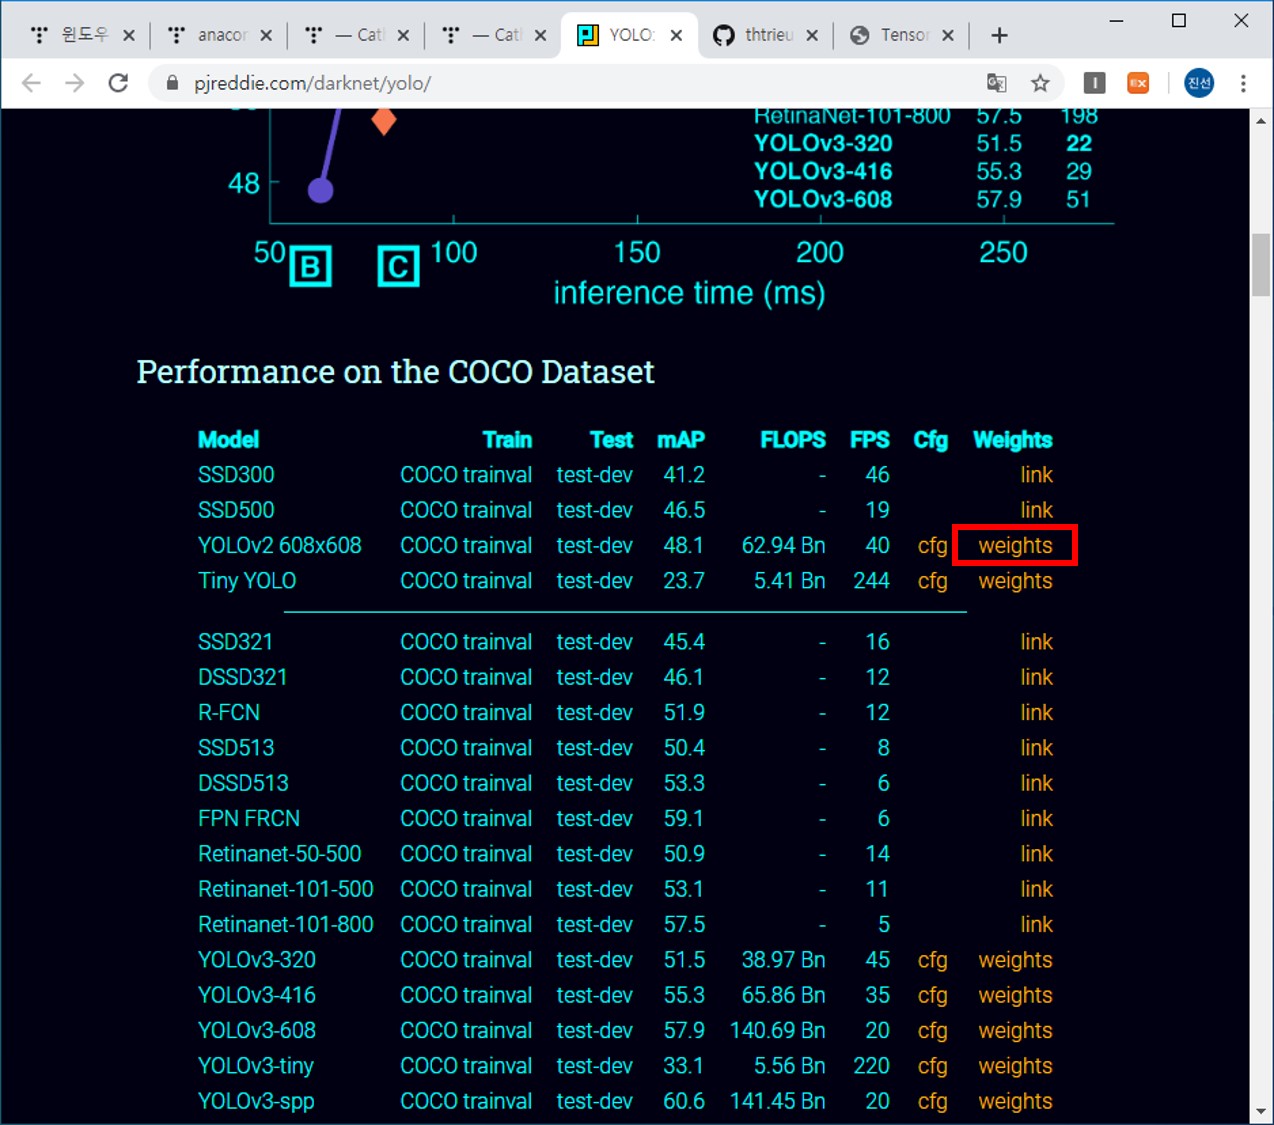 윈도우
anacor
— Catl
— Catl
YOLO:
thtrieu
Tensor
pjreddie.com/darknet/yolo/
진선
RetinaNet-101-800 57.5 198
YOLOv3-320 51.5 22
48 YOLOv3-416 55.3 29
YOLOv3-608 57.9 51
50 B C 100 150 200 250
inference time (ms)
Performance on the COCO Dataset
Model Train Test mAP FLOPS FPS Cfg Weights
SSD300 COCO trainval test-dev 41.2 - 46 link
SSD500 COCO trainval test-dev 46.5 - 19 link
YOLOv2 608x608 COCO trainval test-dev 48.1 62.94 Bn 40 cfg weights
Tiny YOLO COCO trainval test-dev 23.7 5.41 Bn 244 cfg weights
SSD321 COCO trainval test-dev 45.4 - 16 link
DSSD321 COCO trainval test-dev 46.1 - 12 link
R-FCN COCO trainval test-dev 51.9 - 12 link
SSD513 COCO trainval test-dev 50.4 - 8 link
DSSD513 COCO trainval test-dev 53.3 - 6 link
FPN FRCN COCO trainval test-dev 59.1 - 6 link
Retinanet-50-500 COCO trainval test-dev 50.9 - 14 link
Retinanet-101-500 COCO trainval test-dev 53.1 - 11 link
Retinanet-101-800 COCO trainval test-dev 57.5 - 5 link
YOLOv3-320 COCO trainval test-dev 51.5 38.97 Bn 45 cfg weights
YOLOv3-416 COCO trainval test-dev 55.3 65.86 Bn 35 cfg weights
YOLOv3-608 COCO trainval test-dev 57.9 140.69 Bn 20 cfg weights
YOLOv3-tiny COCO trainval test-dev 33.1 5.56 Bn 220 cfg weights
YOLOv3-spp COCO trainval test-dev 60.6 141.45 Bn 20 cfg weights